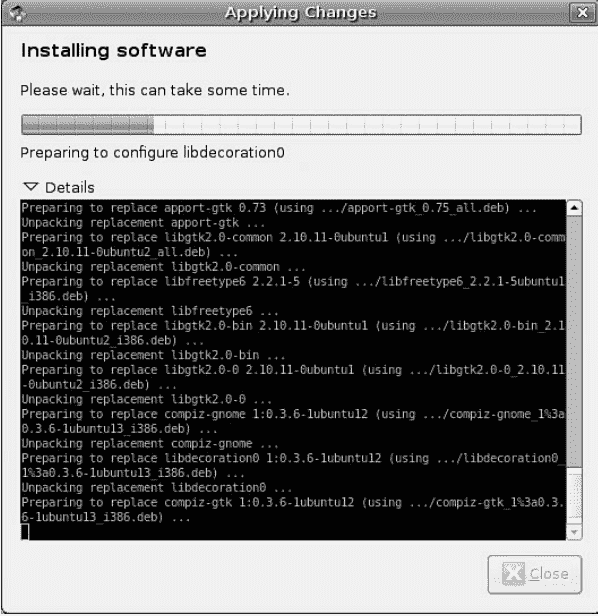 Applying Changes
Installing software
Please wait, this can take some time.
Preparing to configure libdecoration0
Details
Preparing to replace apport-gtk 0.73 (using .../apport-gtk_0.75_all.deb) ...
Unpacking replacement apport-gtk ...
Preparing to replace libgtk2.0-common 2.10.11-0ubuntu1 (using .../libgtk2.0-comm
on_2.10.11-0ubuntu2_all.deb) ...
Unpacking replacement libgtk2.0-common ...
Preparing to replace libfreetype6 2.2.1-5 (using .../libfreetype6_2.2.1-5ubuntu1
_i386.deb) ...
Unpacking replacement libfreetype6 ...
Preparing to replace libgtk2.0-bin 2.10.11-0ubuntu1 (using .../libgtk2.0-bin_2.1
0.11-0ubuntu2_i386.deb) ...
Unpacking replacement libgtk2.0-bin ...
Preparing to replace libgtk2.0-0 2.10.11-0ubuntu1 (using .../libgtk2.0-0_2.10.11
-0ubuntu2_i386.deb) ...
Unpacking replacement libgtk2.0-0 ...
Preparing to replace compiz-gnome 1:0.3.6-1ubuntu12 (using .../compiz-gnome_1%3a
0.3.6-1ubuntu13_i386.deb) ...
Unpacking replacement compiz-gnome ...
Preparing to replace libdecoration0 1:0.3.6-1ubuntu12 (using .../libdecoration0_
1%3a0.3.6-1ubuntu13_i386.deb) ...
Unpacking replacement libdecoration0 ...
Preparing to replace compiz-gtk 1:0.3.6-1ubuntu12 (using .../compiz-gtk_1%3a0.3.
6-1ubuntu13_i386.deb) ...
Close